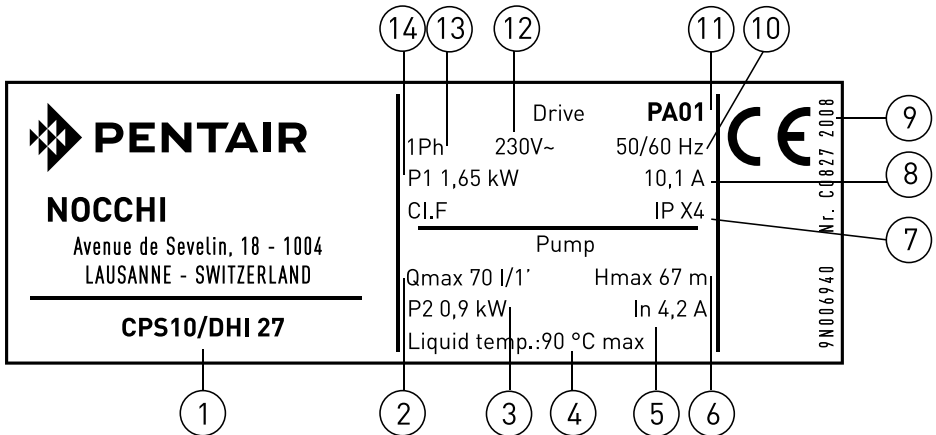 14 13 12 11 10
PENTAIR
NOCCHI
Avenue de Sevelin, 18 - 1004
LAUSANNE - SWITZERLAND
CPS10/DHI 27
Drive PA01
1Ph 230V~ 50/60 Hz
P1 1,65 kW 10,1 A
Cl.F IP X4
Pump
Qmax 70 l/1' Hmax 67 m
P2 0,9 kW In 4,2 A
Liquid temp.:90 °C max
CE
9N006940 Nr. C0827 2008
9
8
7
1 2 3 4 5 6